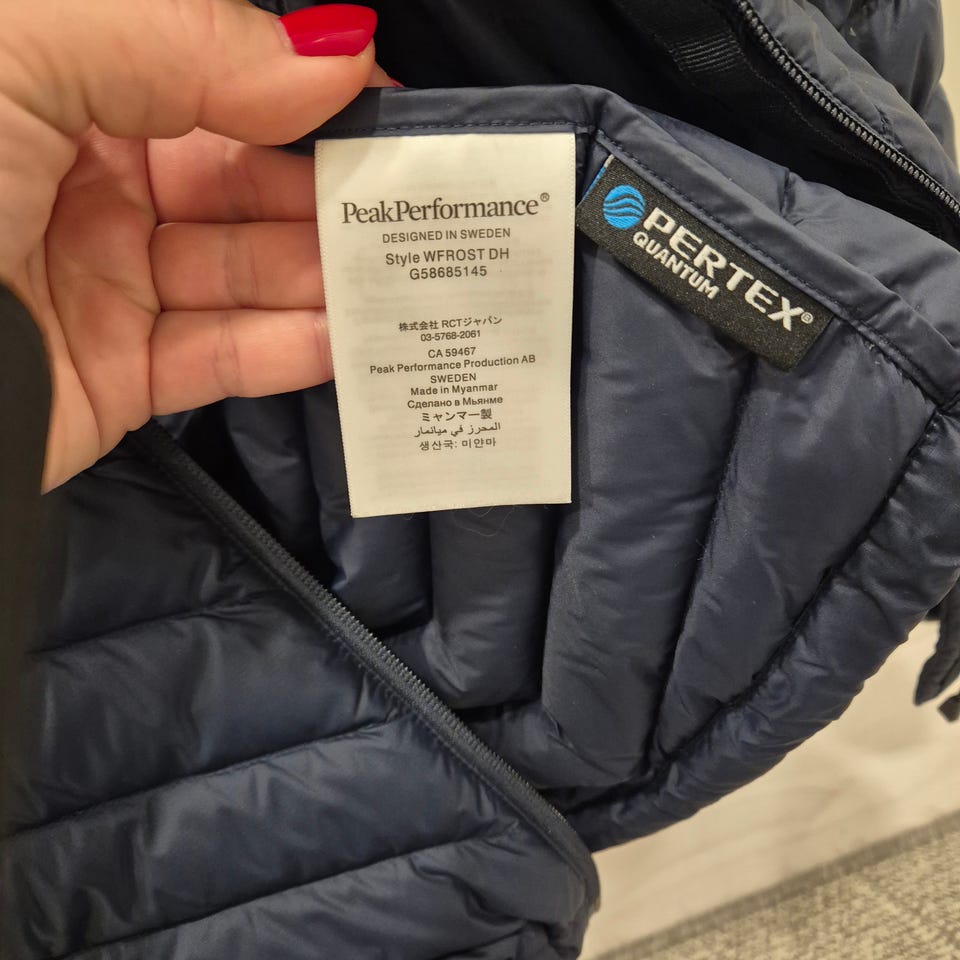 PeakPerformance®
DESIGNED IN SWEDEN
Style WFROST DH
G58685145
株式会社 RCTジャパン
03-5768-2061
CA 59467
Peak Performance Production AB
SWEDEN
Made in Myanmar
Сделано в Мьянме
ミャンマー製
المحرز في ميانمار
생산국: 미얀마
PERTEX®
QUANTUM